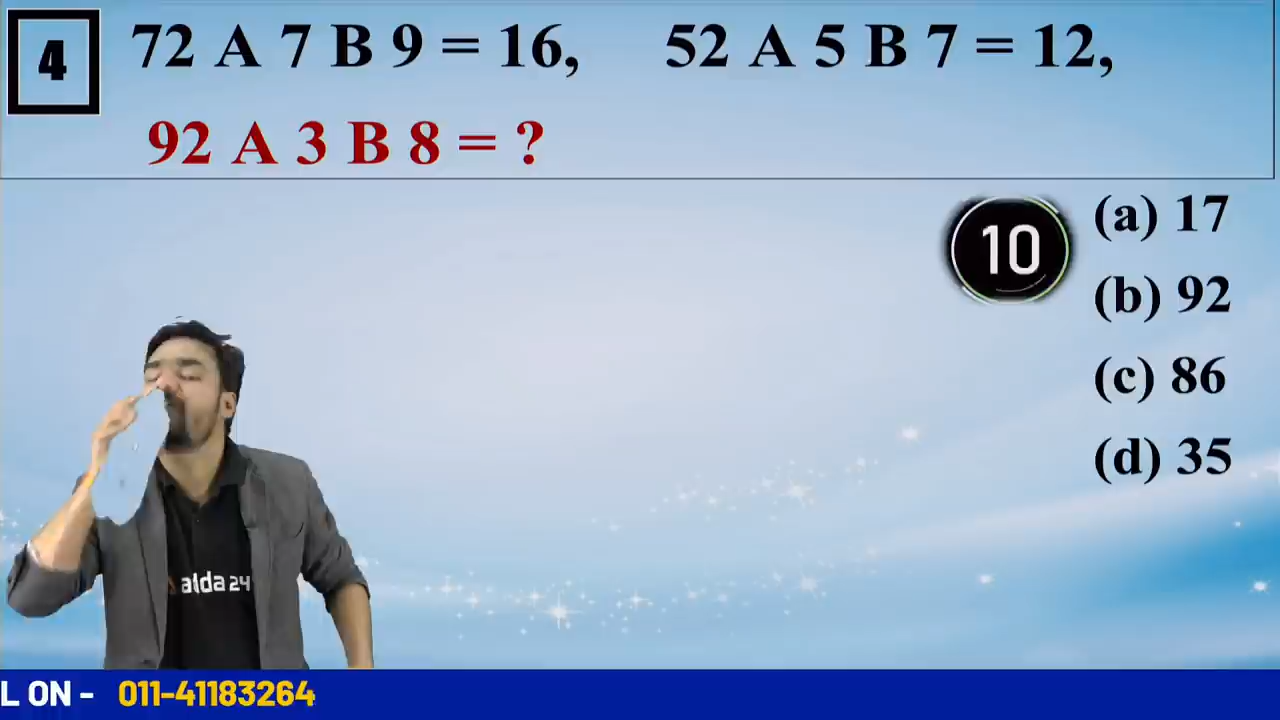 4 72 A 7 B 9 = 16, 52 A 5 B 7 = 12,
92 A 3 B 8 = ?
10 (a) 17
(b) 92
(c) 86
(d) 35
adda 24
L ON - 011-41183264